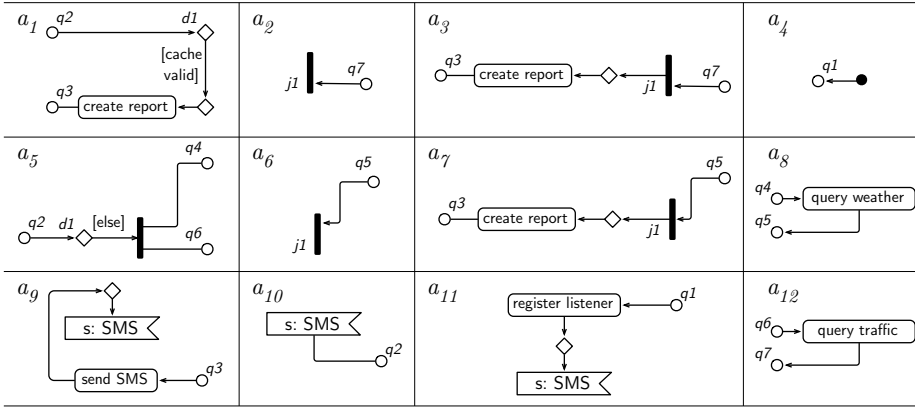 a1
q2
d1
[cache
valid]
q3
create report
a2
q7
j1
a3
q3
create report
j1
q7
a4
q1
a5
q4
q2
d1
[else]
q6
a6
q5
j1
a7
q5
q3
create report
j1
a8
q4
query weather
q5
a9
s: SMS
send SMS
q3
a10
s: SMS
q2
a11
register listener
q1
s: SMS
a12
q6
query traffic
q7